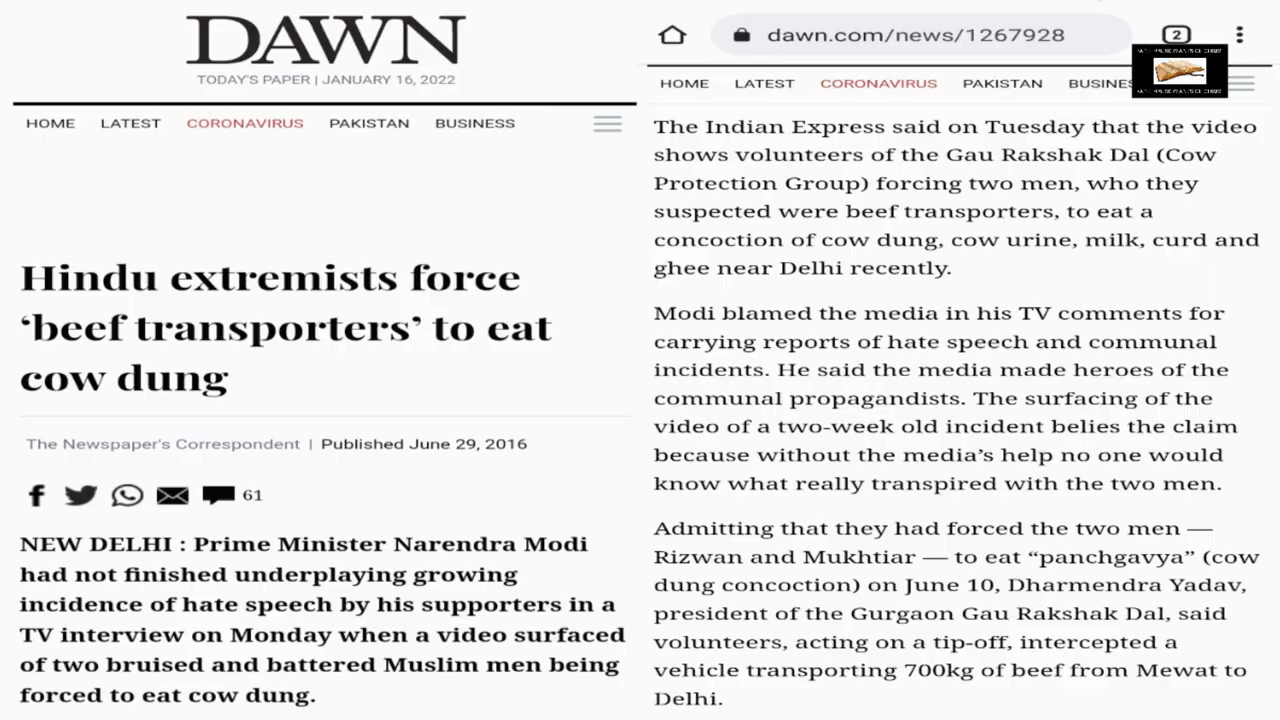 DAWN
TODAY'S PAPER | JANUARY 16, 2022
HOME LATEST CORONAVIRUS PAKISTAN BUSINESS
Hindu extremists force
‘beef transporters’ to eat
cow dung
The Newspaper's Correspondent | Published June 29, 2016
61
NEW DELHI : Prime Minister Narendra Modi
had not finished underplaying growing
incidence of hate speech by his supporters in a
TV interview on Monday when a video surfaced
of two bruised and battered Muslim men being
forced to eat cow dung.
dawn.com/news/1267928
2
HOME LATEST CORONAVIRUS PAKISTAN BUSINES
The Indian Express said on Tuesday that the video
shows volunteers of the Gau Rakshak Dal (Cow
Protection Group) forcing two men, who they
suspected were beef transporters, to eat a
concoction of cow dung, cow urine, milk, curd and
ghee near Delhi recently.
Modi blamed the media in his TV comments for
carrying reports of hate speech and communal
incidents. He said the media made heroes of the
communal propagandists. The surfacing of the
video of a two-week old incident belies the claim
because without the media’s help no one would
know what really transpired with the two men.
Admitting that they had forced the two men —
Rizwan and Mukhtiar — to eat “panchgavya” (cow
dung concoction) on June 10, Dharmendra Yadav,
president of the Gurgaon Gau Rakshak Dal, said
volunteers, acting on a tip-off, intercepted a
vehicle transporting 700kg of beef from Mewat to
Delhi.